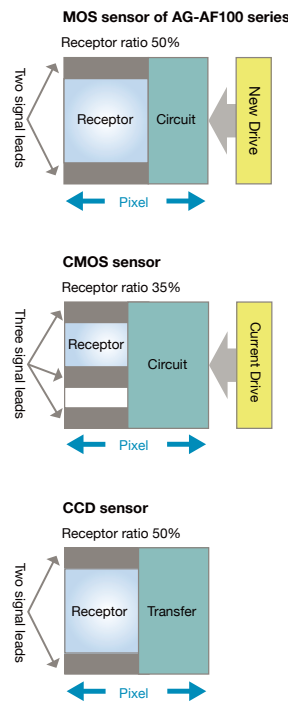 MOS sensor of AG-AF100 series
Receptor ratio 50%
Two signal leads
Receptor
Circuit
New Drive
Pixel
CMOS sensor
Receptor ratio 35%
Three signal leads
Receptor
Circuit
Current Drive
Pixel
CCD sensor
Receptor ratio 50%
Two signal leads
Receptor
Transfer
Pixel